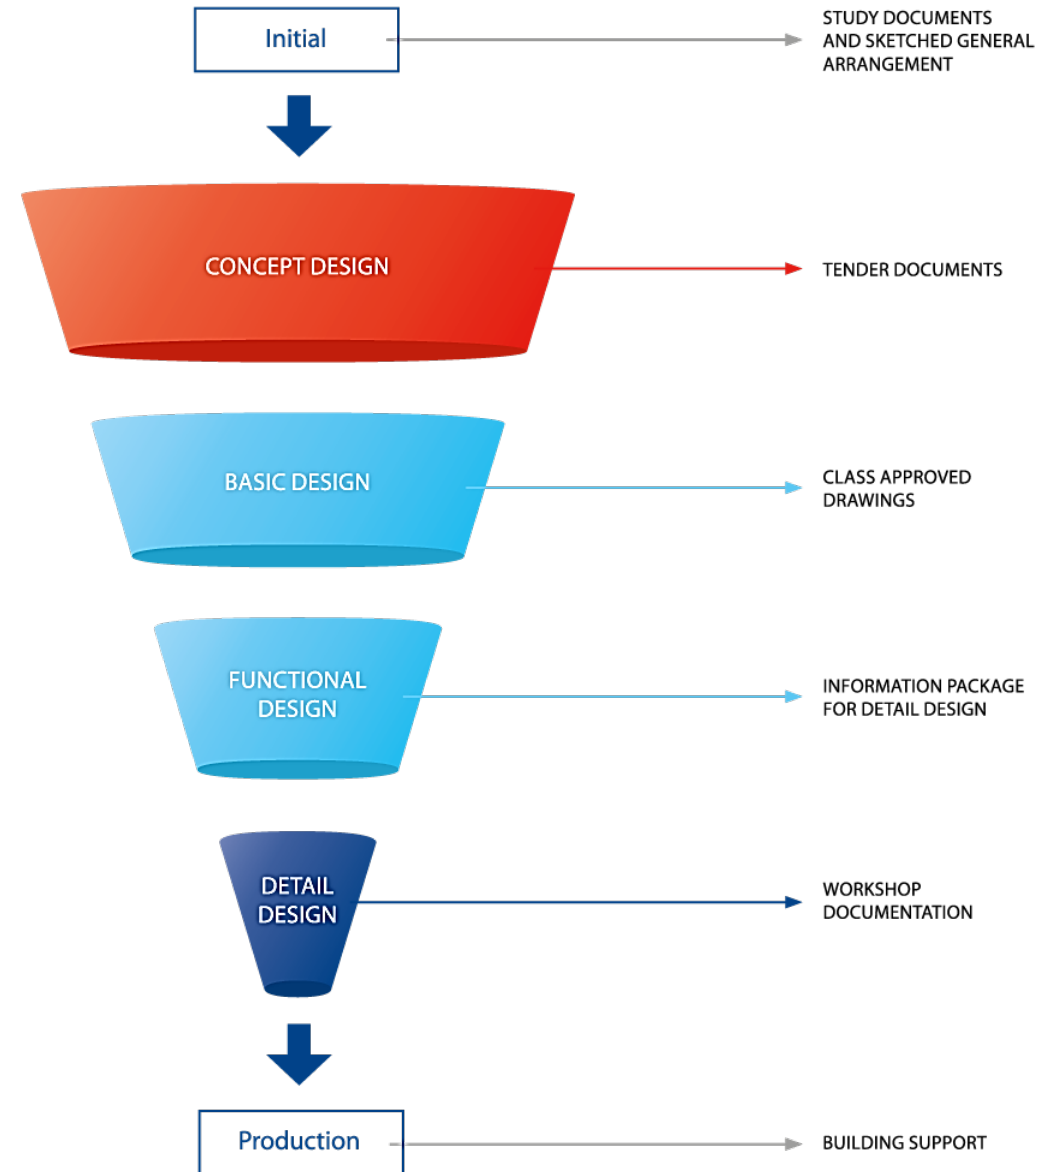 Initial
STUDY DOCUMENTS
AND SKETCHED GENERAL
ARRANGEMENT
CONCEPT DESIGN
TENDER DOCUMENTS
BASIC DESIGN
CLASS APPROVED
DRAWINGS
FUNCTIONAL
DESIGN
INFORMATION PACKAGE
FOR DETAIL DESIGN
DETAIL
DESIGN
WORKSHOP
DOCUMENTATION
Production
BUILDING SUPPORT